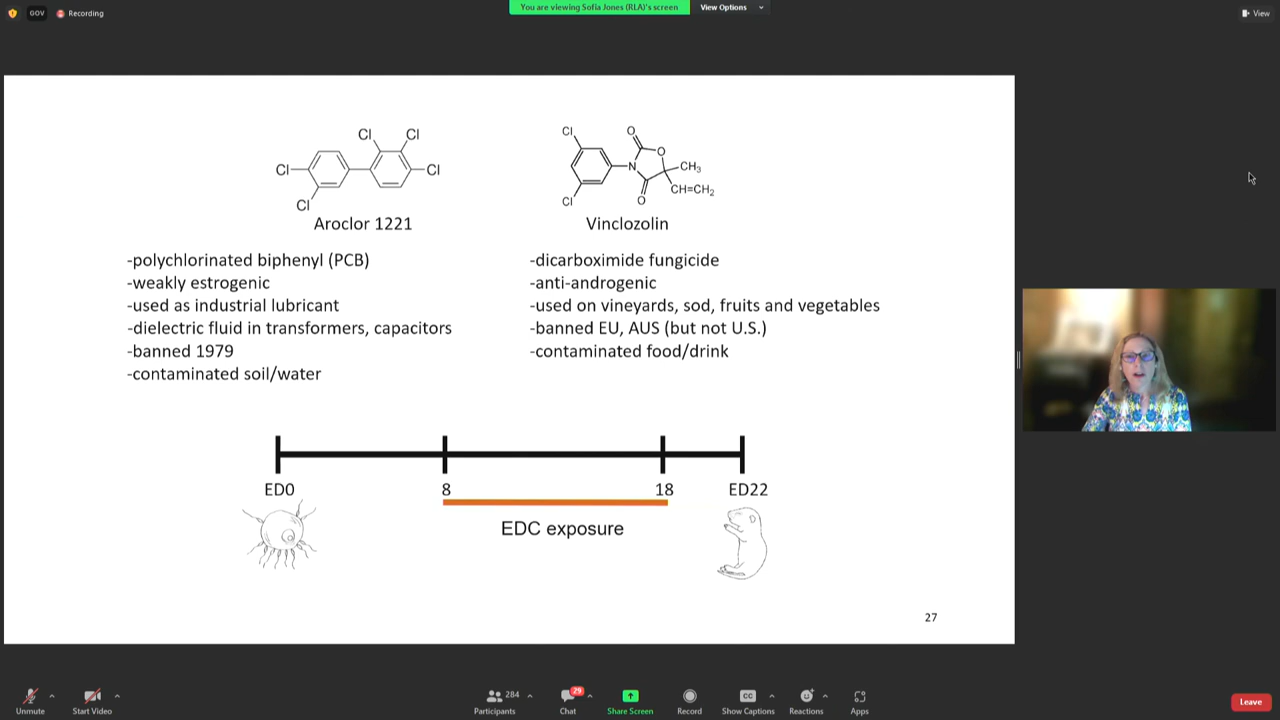 GOV
Recording
You are viewing Sofia Jones (RLA)'s screen
View Options
View
Cl
Cl
Cl
Cl
Cl
Aroclor 1221
-polychlorinated biphenyl (PCB)
-weakly estrogenic
-used as industrial lubricant
-dielectric fluid in transformers, capacitors
-banned 1979
-contaminated soil/water
Cl
O
O
N
CH3
CH=CH2
Cl
O
Vinclozolin
-dicarboximide fungicide
-anti-androgenic
-used on vineyards, sod, fruits and vegetables
-banned EU, AUS (but not U.S.)
-contaminated food/drink
ED0
8
18
ED22
EDC exposure
27
Unmute
Start Video
284
Participants
29
Chat
Share Screen
Record
CC
Show Captions
Reactions
Apps
Leave